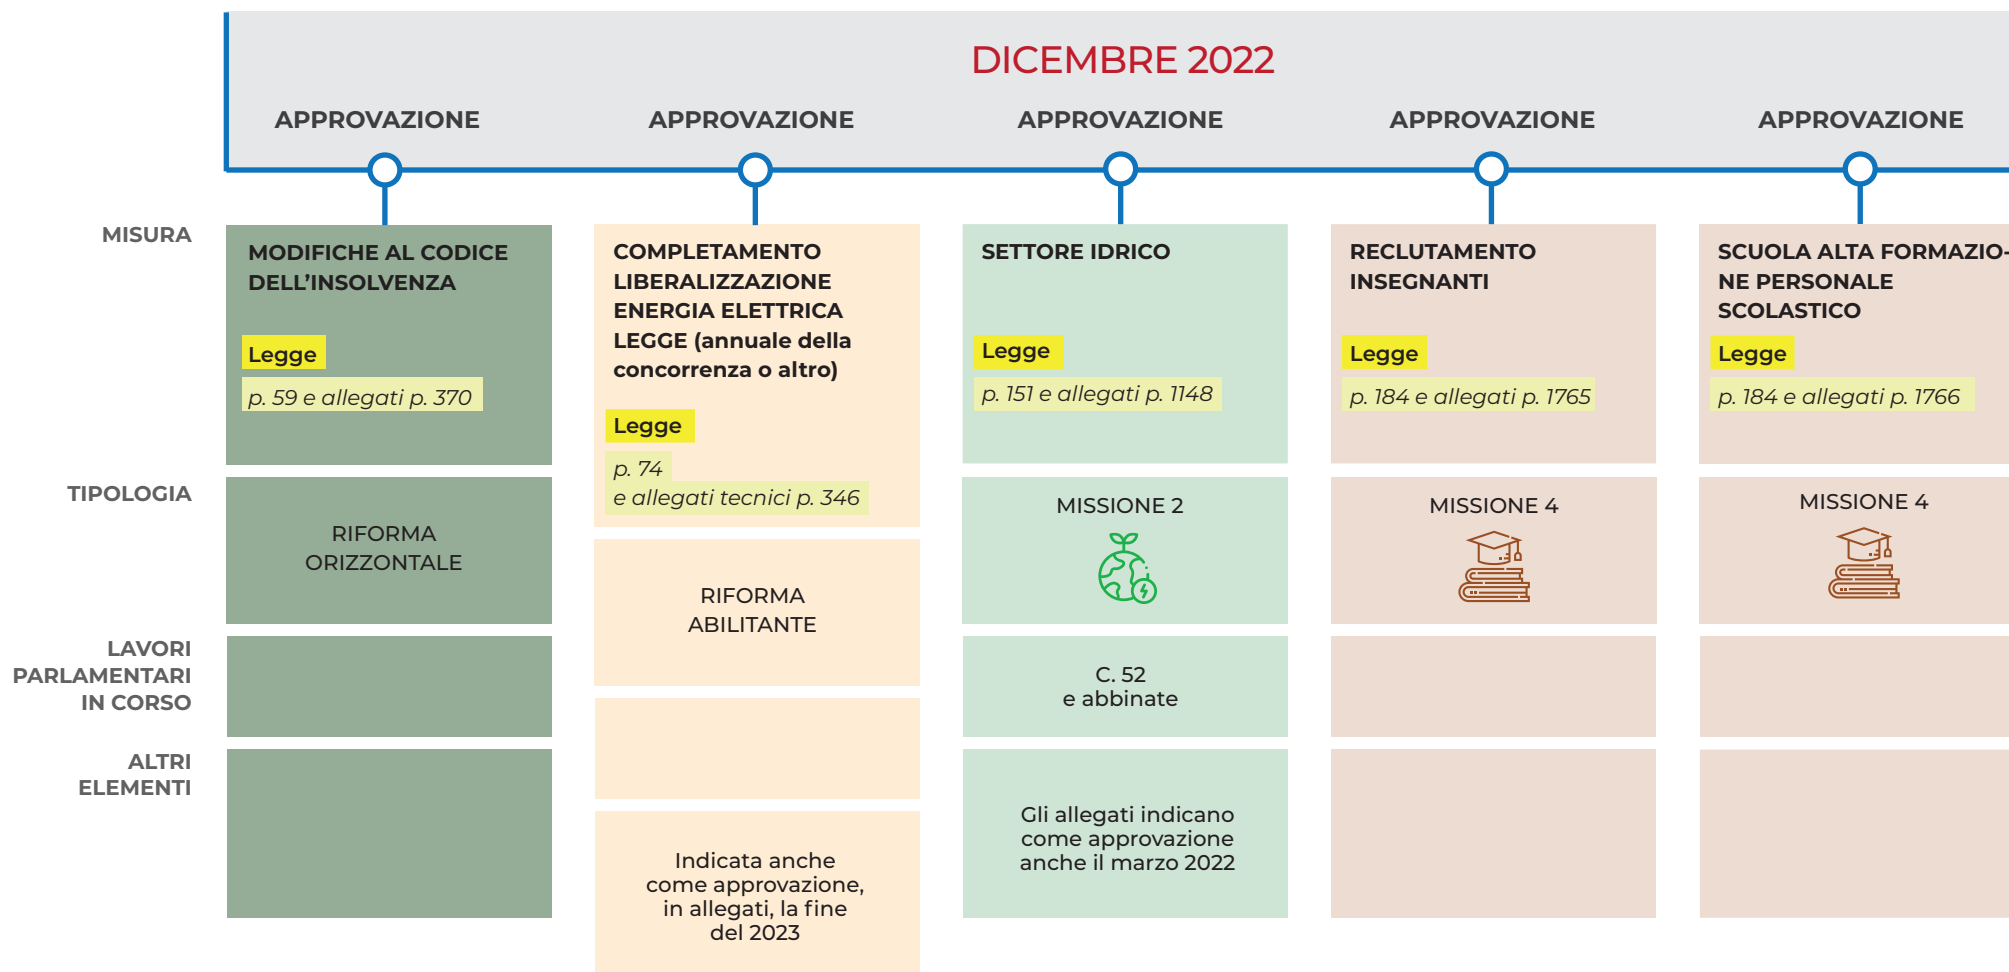 DICEMBRE 2022
APPROVAZIONE
APPROVAZIONE
APPROVAZIONE
APPROVAZIONE
APPROVAZIONE
MISURA
MODIFICHE AL CODICE
DELL’INSOLVENZA
Legge
p. 59 e allegati p. 370
COMPLETAMENTO
LIBERALIZZAZIONE
ENERGIA ELETTRICA
LEGGE (annuale della
concorrenza o altro)
Legge
p. 74
e allegati tecnici p. 346
SETTORE IDRICO
Legge
p. 151 e allegati p. 1148
RECLUTAMENTO
INSEGNANTI
Legge
p. 184 e allegati p. 1765
SCUOLA ALTA FORMAZIO-
NE PERSONALE
SCOLASTICO
Legge
p. 184 e allegati p. 1766
TIPOLOGIA
RIFORMA
ORIZZONTALE
RIFORMA
ABILITANTE
MISSIONE 2
MISSIONE 4
MISSIONE 4
LAVORI
PARLAMENTARI
IN CORSO
C. 52
e abbinate
ALTRI
ELEMENTI
Indicata anche
come approvazione,
in allegati, la fine
del 2023
Gli allegati indicano
come approvazione
anche il marzo 2022